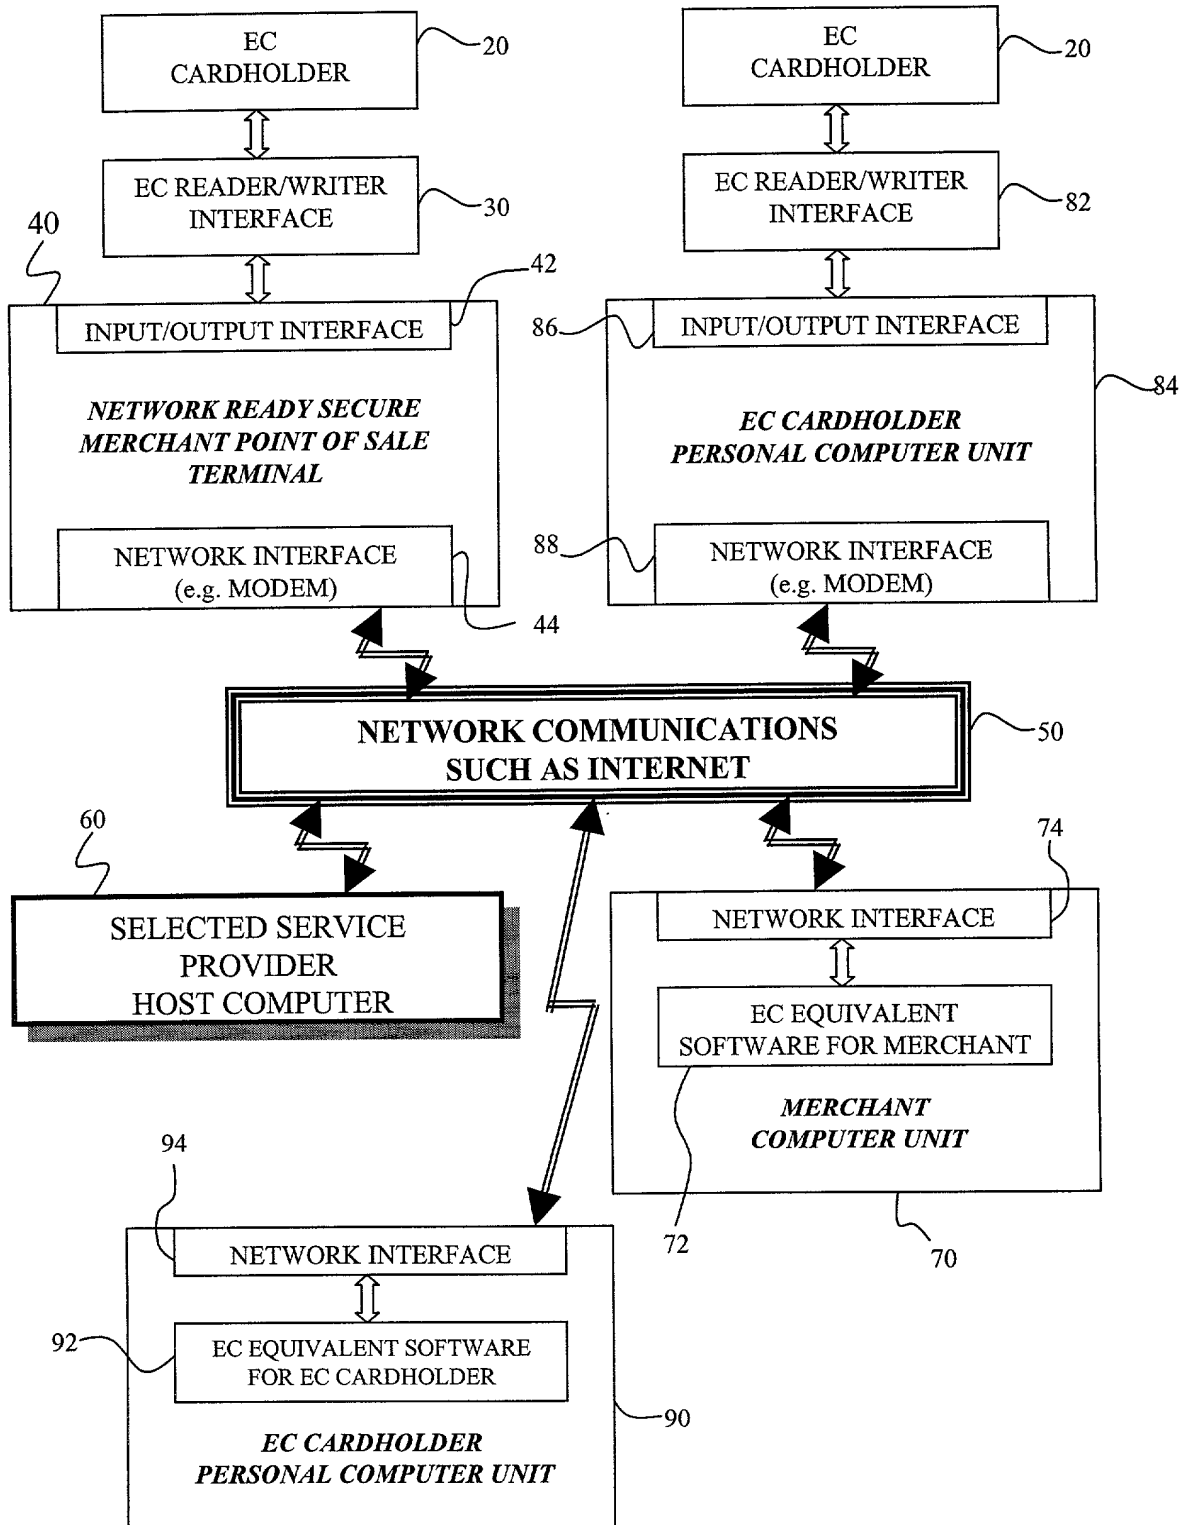 EC
CARDHOLDER
20
EC
CARDHOLDER
20
EC READER/WRITER
INTERFACE
30
EC READER/WRITER
INTERFACE
82
40
42
INPUT/OUTPUT INTERFACE
NETWORK READY SECURE
MERCHANT POINT OF SALE
TERMINAL
NETWORK INTERFACE
(e.g. MODEM)
44
86
INPUT/OUTPUT INTERFACE
84
EC CARDHOLDER
PERSONAL COMPUTER UNIT
88
NETWORK INTERFACE
(e.g. MODEM)
NETWORK COMMUNICATIONS
SUCH AS INTERNET
50
60
SELECTED SERVICE
PROVIDER
HOST COMPUTER
74
NETWORK INTERFACE
EC EQUIVALENT
SOFTWARE FOR MERCHANT
MERCHANT
COMPUTER UNIT
72
70
94
NETWORK INTERFACE
92
EC EQUIVALENT SOFTWARE
FOR EC CARDHOLDER
90
EC CARDHOLDER
PERSONAL COMPUTER UNIT